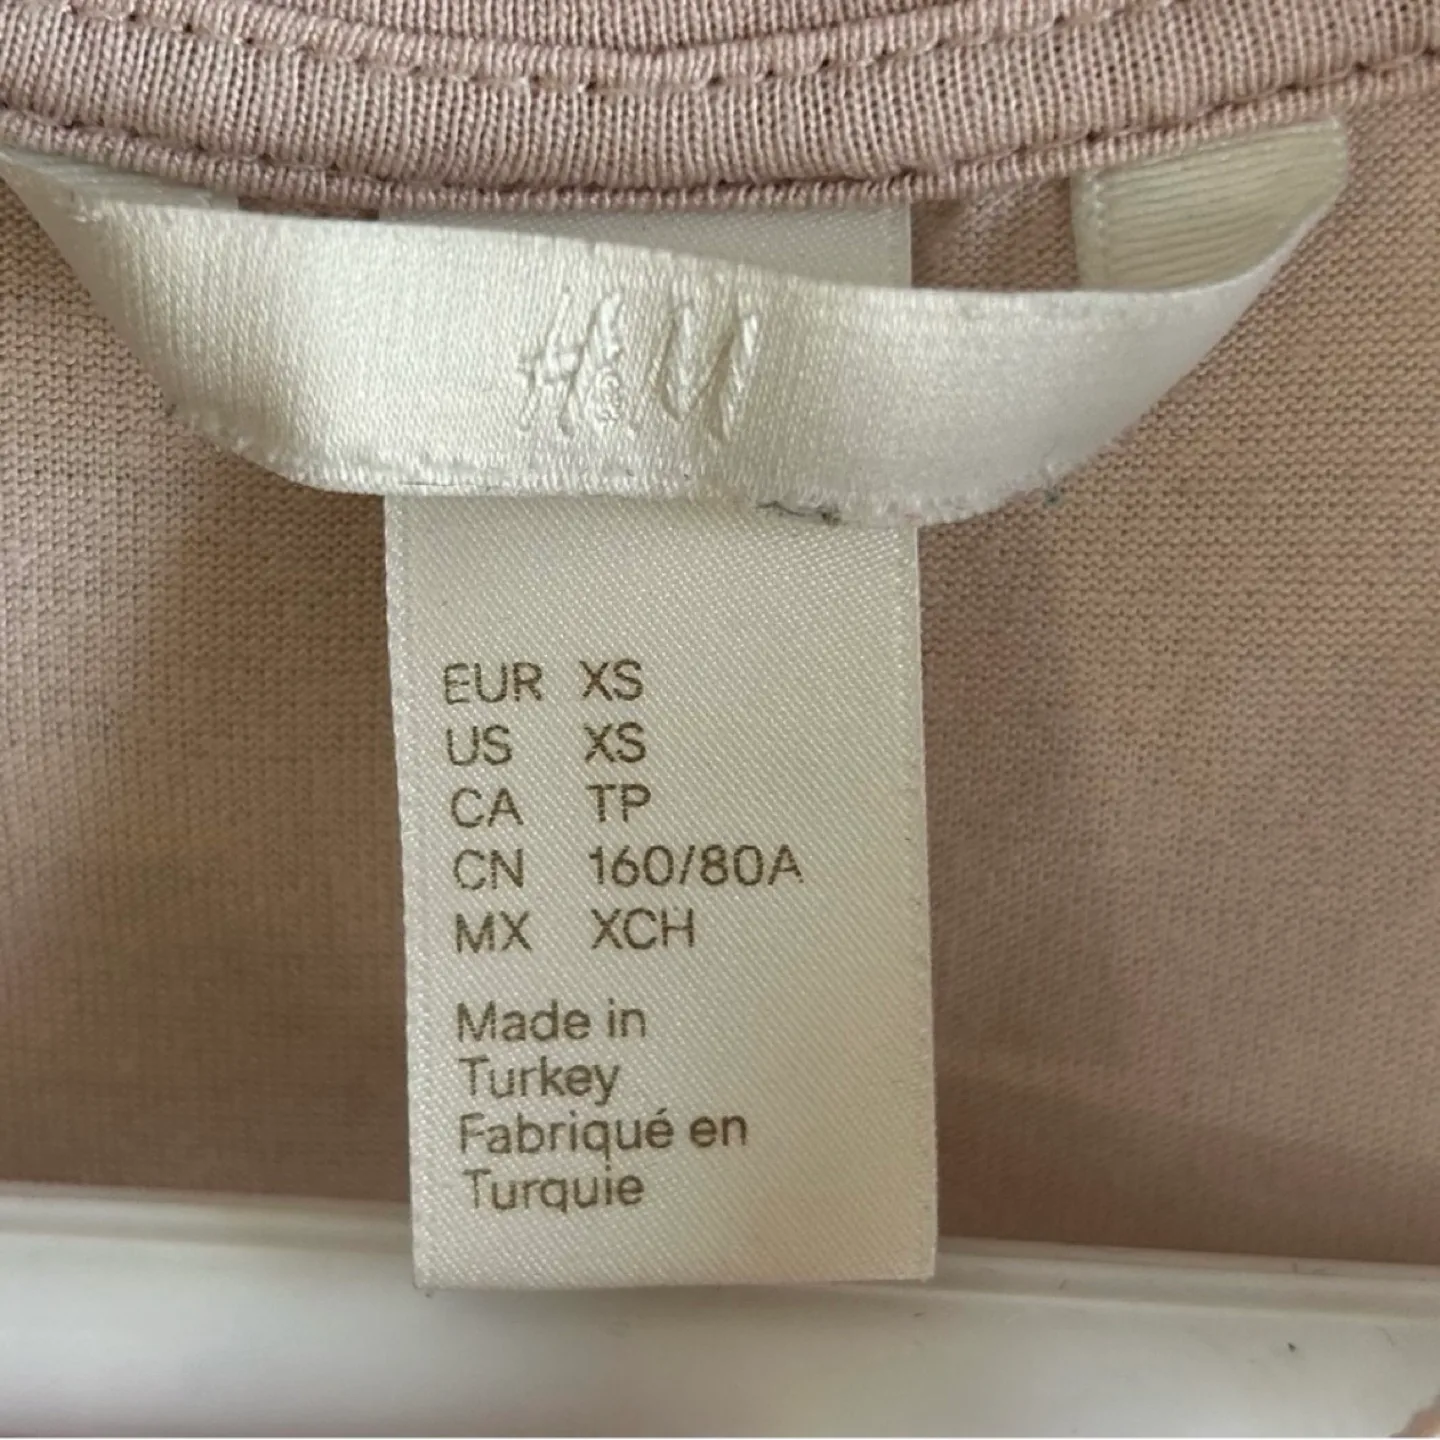 H&M
EUR XS
US XS
CA TP
CN 160/80A
MX XCH
Made in
Turkey
Fabriqué en
Turquie